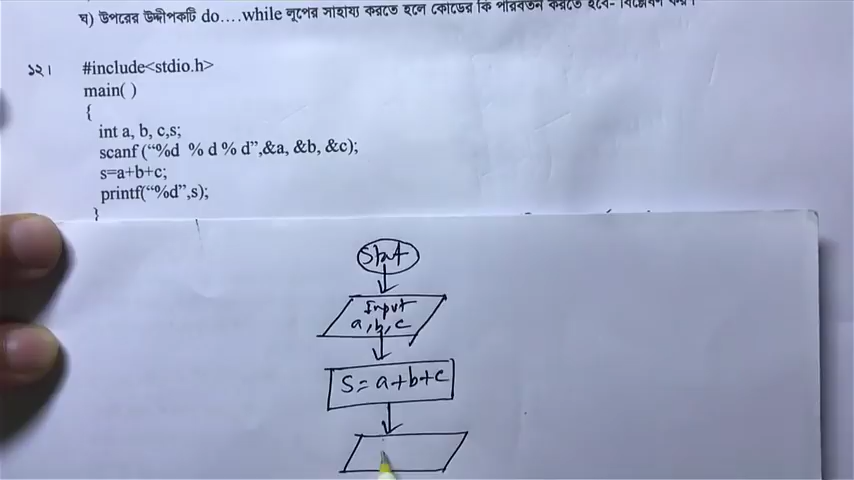 ঘ) উপরের উদ্দীপকটি do....while লুপের সাহায্য করতে হলে কোডের কি পরিবর্তন করতে হবে- বিশ্লেষণ কর।
১২। #include<stdio.h>
main( )
{
int a, b, c,s;
scanf (“%d % d % d”,&a, &b, &c);
s=a+b+c;
printf(“%d”,s);
}
Start
Input
a,b,c
S=a+b+c